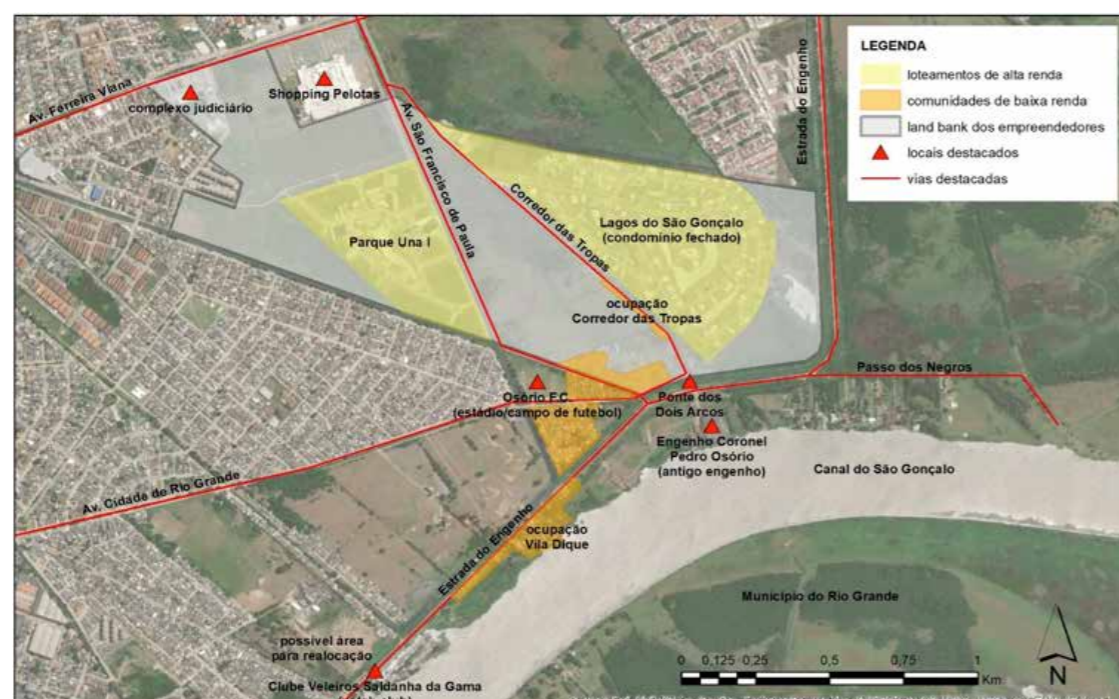 LEGENDA
loteamentos de alta renda
comunidades de baixa renda
land bank dos empreendedores
locais destacados
vias destacadas
Av. Ferreira Viana
complexo judiciário
Shopping Pelotas
Av. São Francisco de Paula
Estrada do Engenho
Corredor das Tropas
Lagos do São Gonçalo
(condomínio fechado)
Parque Una I
ocupação
Corredor das Tropas
Passo dos Negros
Osório F.C.
(estádio/campo de futebol)
Ponte dos
Dois Arcos
Engenho Coronel
Pedro Osório
(antigo engenho)
Canal do São Gonçalo
Av. Cidade de Rio Grande
Estrada do Engenho
ocupação
Vila Dique
Município do Rio Grande
possível área
para realocação
Clube Veleiros Saldanha da Gama
0 0,125 0,25 0,5 0,75 1
Km
N